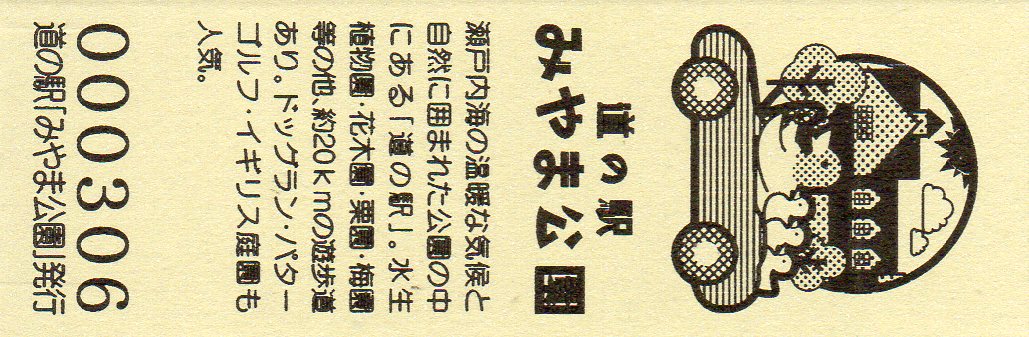 道の駅
みやま公園
瀬戸内海の温暖な気候と
自然に囲まれた公園の中
にある「道の駅」。水生
植物園・花木園・栗園・梅園
等の他、約20kmの遊歩道
あり。ドッグラン・パター
ゴルフ・イギリス庭園も
人気。
000306
道の駅「みやま公園」発行